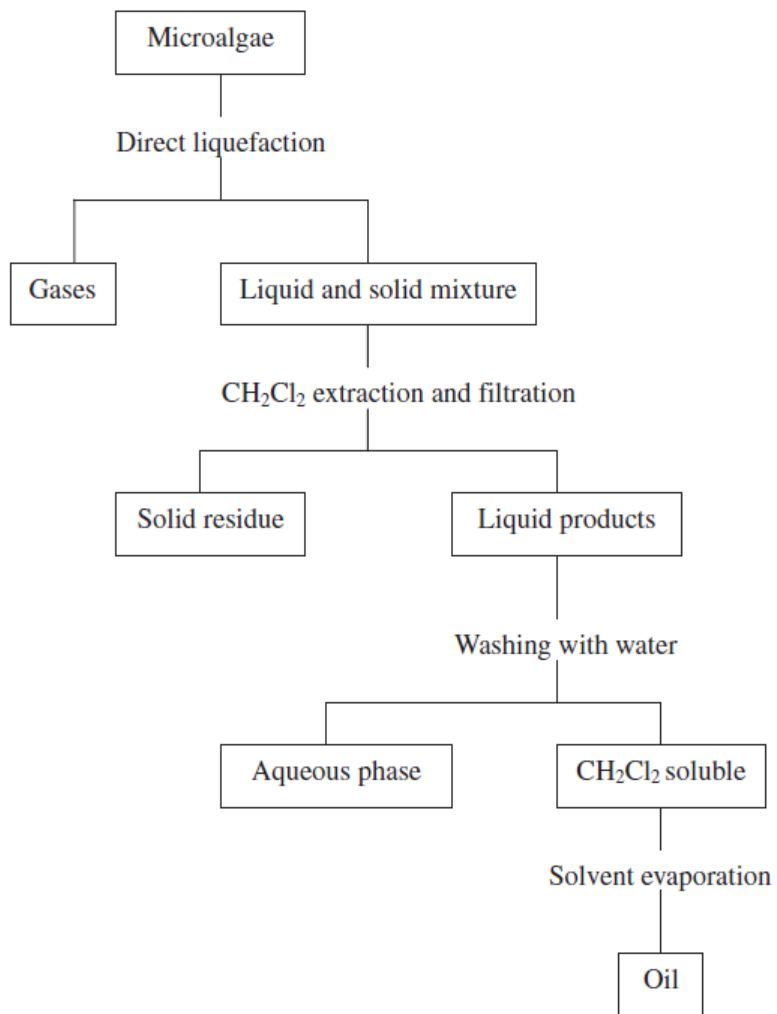 Microalgae
Direct liquefaction
Gases
Liquid and solid mixture
CH₂Cl₂ extraction and filtration
Solid residue
Liquid products
Washing with water
Aqueous phase
CH₂Cl₂ soluble
Solvent evaporation
Oil